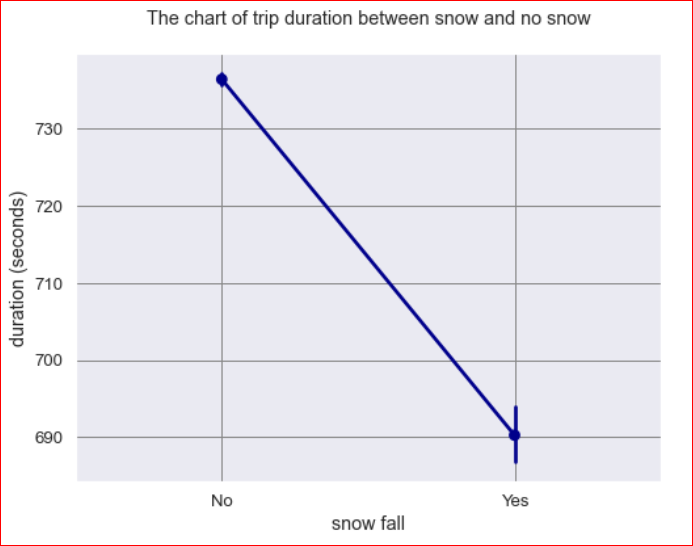 The chart of trip duration between snow and no snow
730
720
710
700
690
duration (seconds)
No
Yes
snow fall